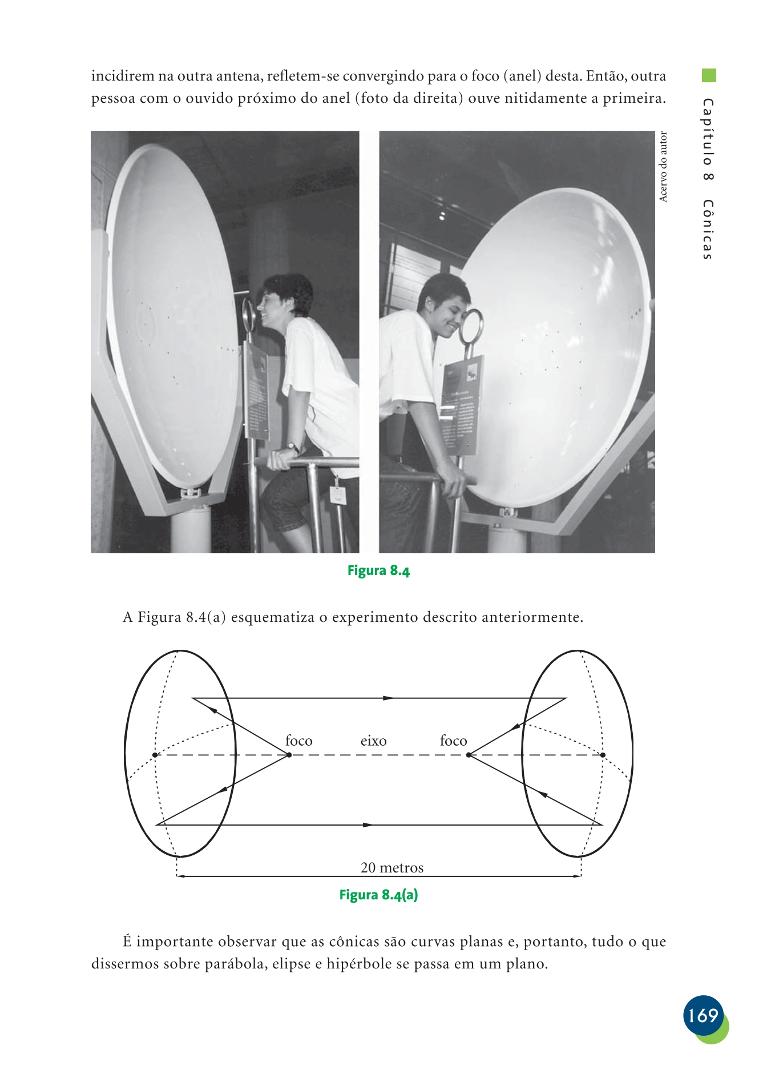 incidirem na outra antena, refletem-se convergindo para o foco (anel) desta. Então, outra
pessoa com o ouvido próximo do anel (foto da direita) ouve nitidamente a primeira.
Capítulo 8 Cônicas
Acervo do autor
Figura 8.4
A Figura 8.4(a) esquematiza o experimento descrito anteriormente.
foco eixo foco
20 metros
Figura 8.4(a)
É importante observar que as cônicas são curvas planas e, portanto, tudo o que
dissermos sobre parábola, elipse e hipérbole se passa em um plano.
169